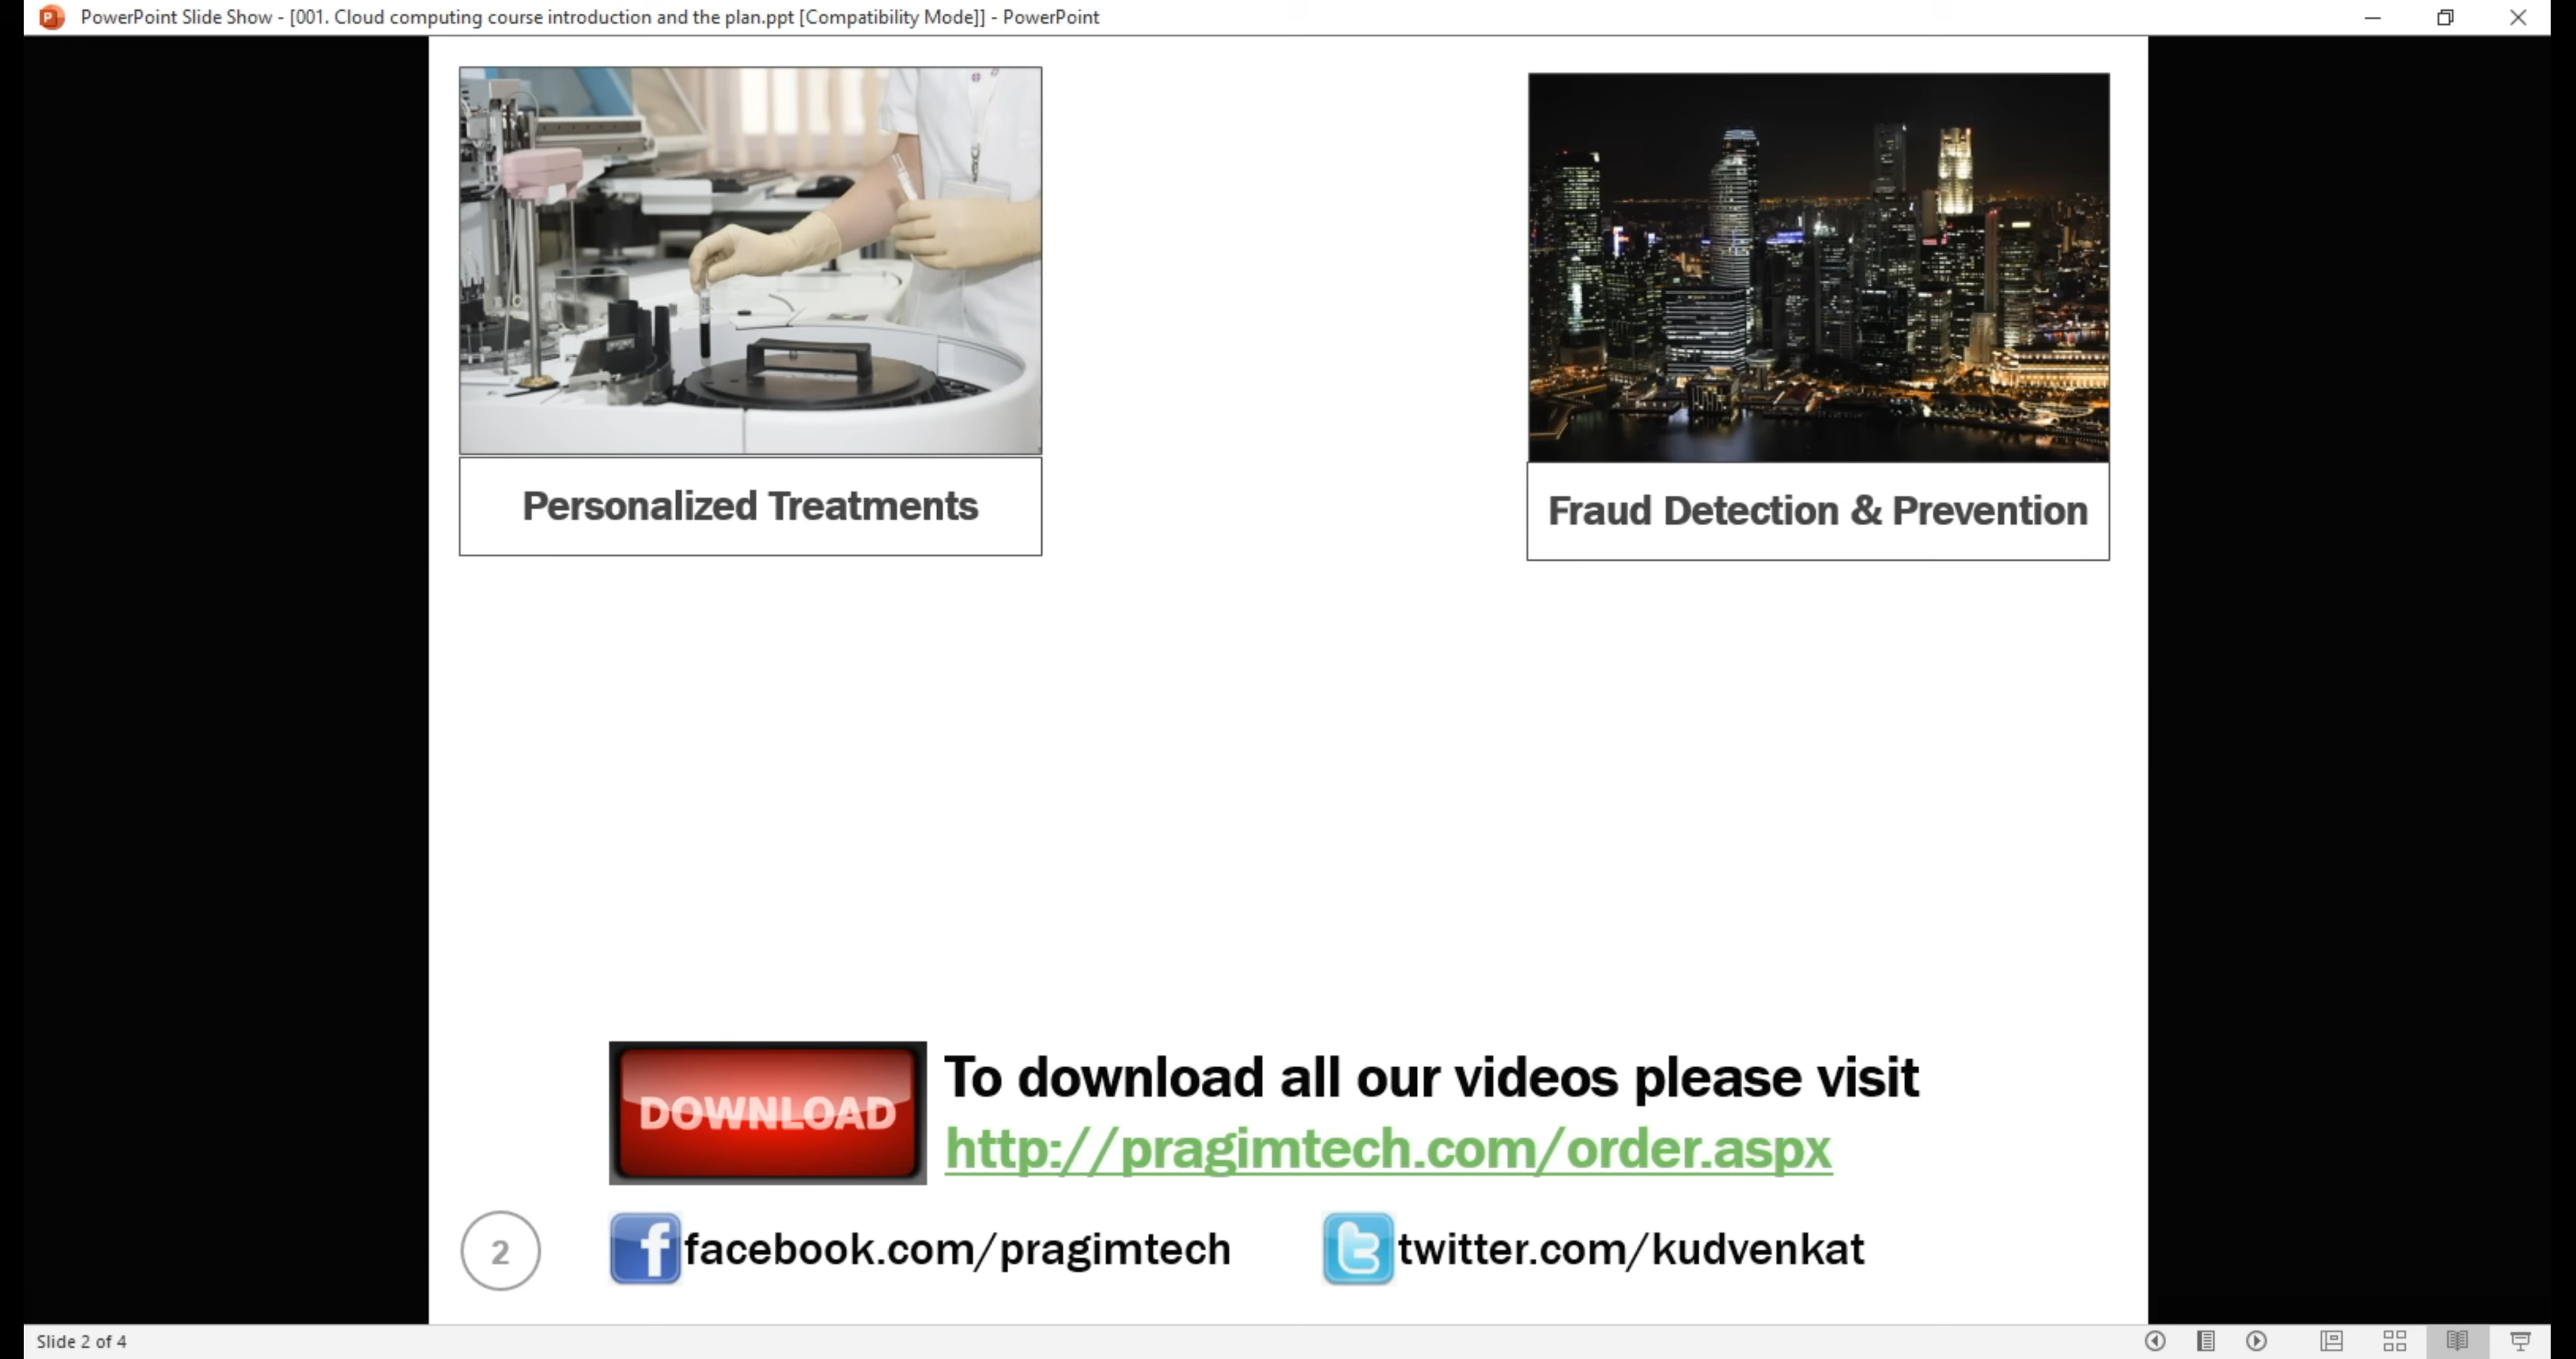 PowerPoint Slide Show - [001. Cloud computing course introduction and the plan.ppt [Compatibility Mode]] - PowerPoint
Personalized Treatments
Fraud Detection & Prevention
DOWNLOAD
To download all our videos please visit
http://pragimtech.com/order.aspx
2
facebook.com/pragimtech
twitter.com/kudvenkat
Slide 2 of 4